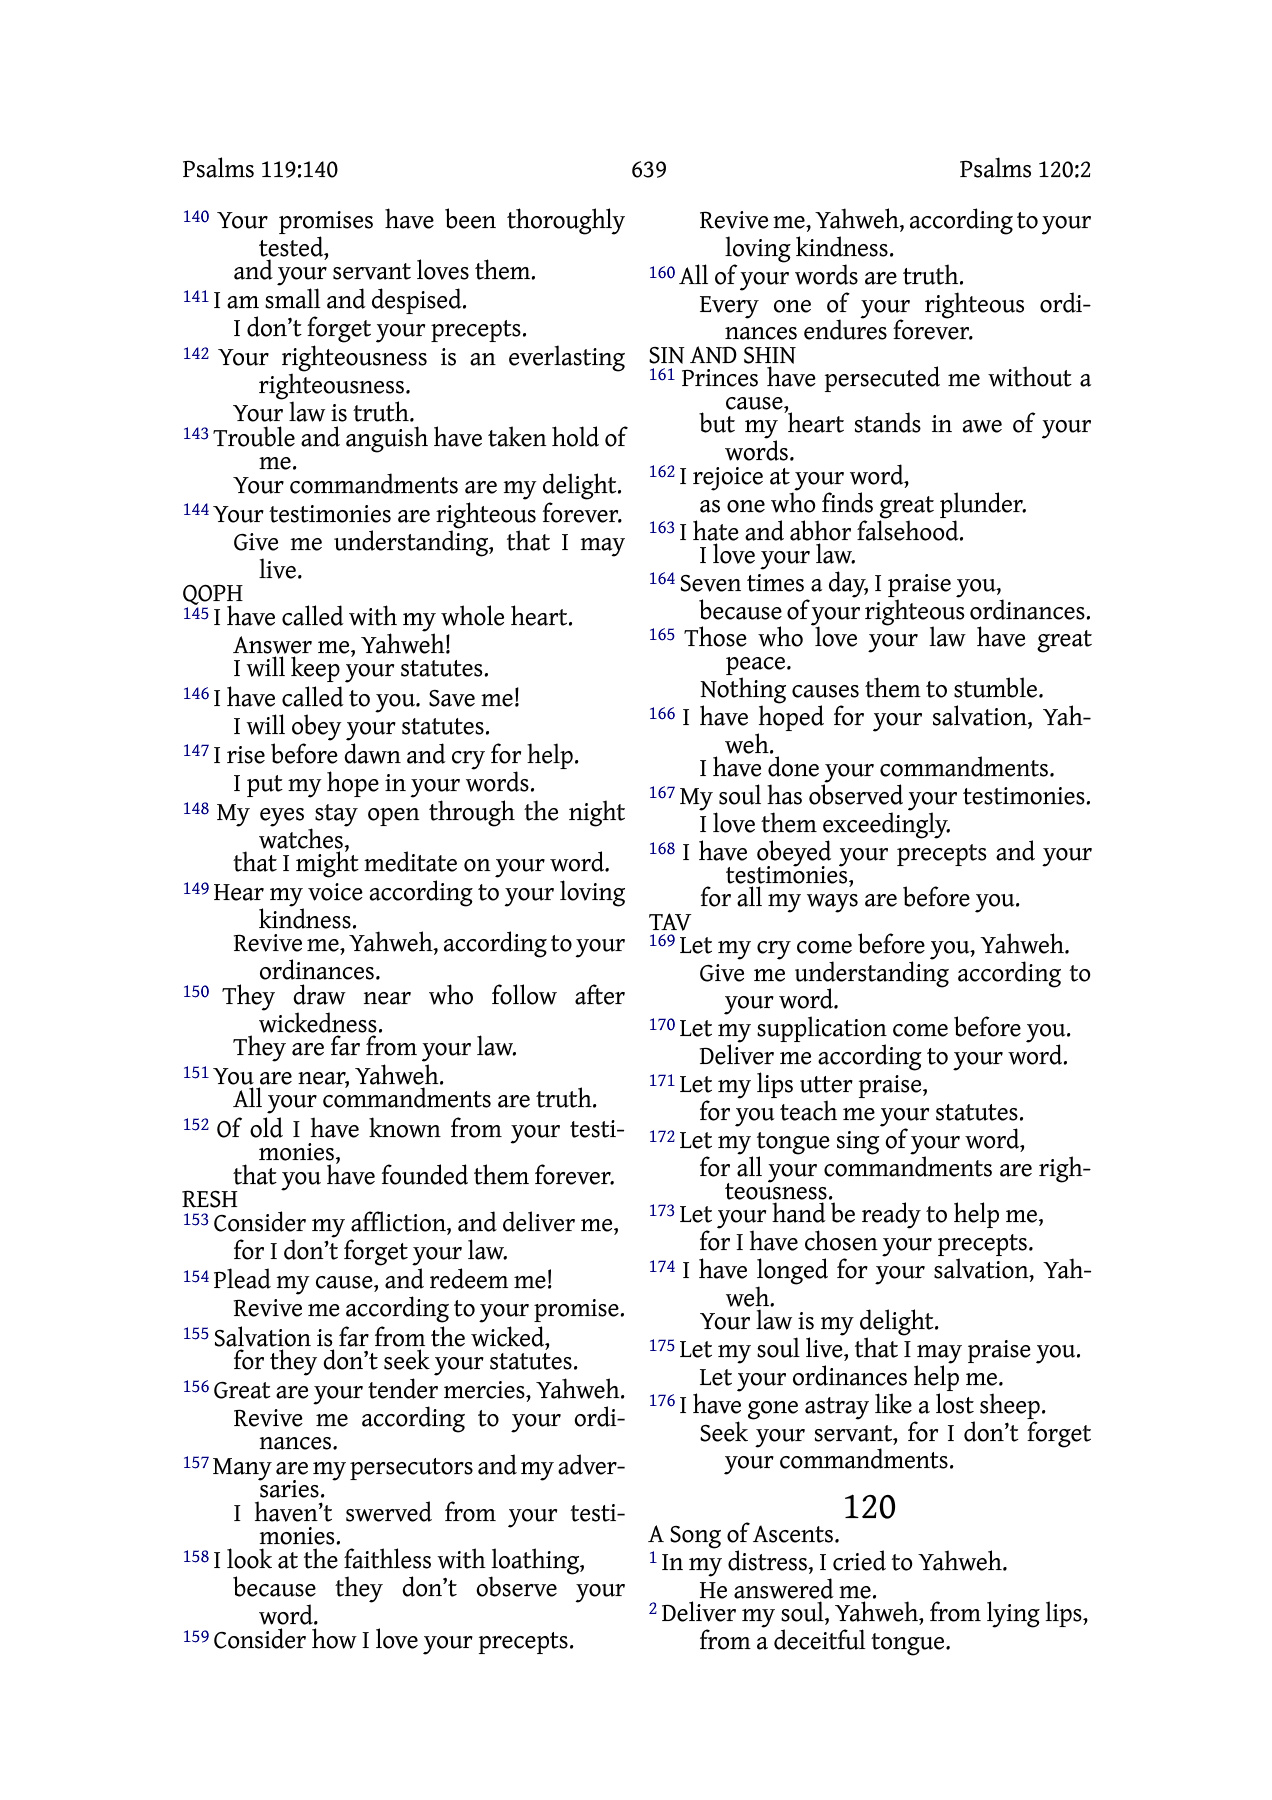 Psalms 119:140 639 Psalms 120:2
140 Your promises have been thoroughly
tested,
and your servant loves them.
141 I am small and despised.
I don’t forget your precepts.
142 Your righteousness is an everlasting
righteousness.
Your law is truth.
143 Trouble and anguish have taken hold of
me.
Your commandments are my delight.
144 Your testimonies are righteous forever.
Give me understanding, that I may
live.
QOPH
145 I have called with my whole heart.
Answer me, Yahweh!
I will keep your statutes.
146 I have called to you. Save me!
I will obey your statutes.
147 I rise before dawn and cry for help.
I put my hope in your words.
148 My eyes stay open through the night
watches,
that I might meditate on your word.
149 Hear my voice according to your loving
kindness.
Revive me, Yahweh, according to your
ordinances.
150 They draw near who follow after
wickedness.
They are far from your law.
151 You are near, Yahweh.
All your commandments are truth.
152 Of old I have known from your testi-
monies,
that you have founded them forever.
RESH
153 Consider my affliction, and deliver me,
for I don’t forget your law.
154 Plead my cause, and redeem me!
Revive me according to your promise.
155 Salvation is far from the wicked,
for they don’t seek your statutes.
156 Great are your tender mercies, Yahweh.
Revive me according to your ordi-
nances.
157 Many are my persecutors and my adver-
saries.
I haven’t swerved from your testi-
monies.
158 I look at the faithless with loathing,
because they don’t observe your
word.
159 Consider how I love your precepts.
Revive me, Yahweh, according to your
loving kindness.
160 All of your words are truth.
Every one of your righteous ordi-
nances endures forever.
SIN AND SHIN
161 Princes have persecuted me without a
cause,
but my heart stands in awe of your
words.
162 I rejoice at your word,
as one who finds great plunder.
163 I hate and abhor falsehood.
I love your law.
164 Seven times a day, I praise you,
because of your righteous ordinances.
165 Those who love your law have great
peace.
Nothing causes them to stumble.
166 I have hoped for your salvation, Yah-
weh.
I have done your commandments.
167 My soul has observed your testimonies.
I love them exceedingly.
168 I have obeyed your precepts and your
testimonies,
for all my ways are before you.
TAV
169 Let my cry come before you, Yahweh.
Give me understanding according to
your word.
170 Let my supplication come before you.
Deliver me according to your word.
171 Let my lips utter praise,
for you teach me your statutes.
172 Let my tongue sing of your word,
for all your commandments are righ-
teousness.
173 Let your hand be ready to help me,
for I have chosen your precepts.
174 I have longed for your salvation, Yah-
weh.
Your law is my delight.
175 Let my soul live, that I may praise you.
Let your ordinances help me.
176 I have gone astray like a lost sheep.
Seek your servant, for I don’t forget
your commandments.
120
A Song of Ascents.
1 In my distress, I cried to Yahweh.
He answered me.
2 Deliver my soul, Yahweh, from lying lips,
from a deceitful tongue.